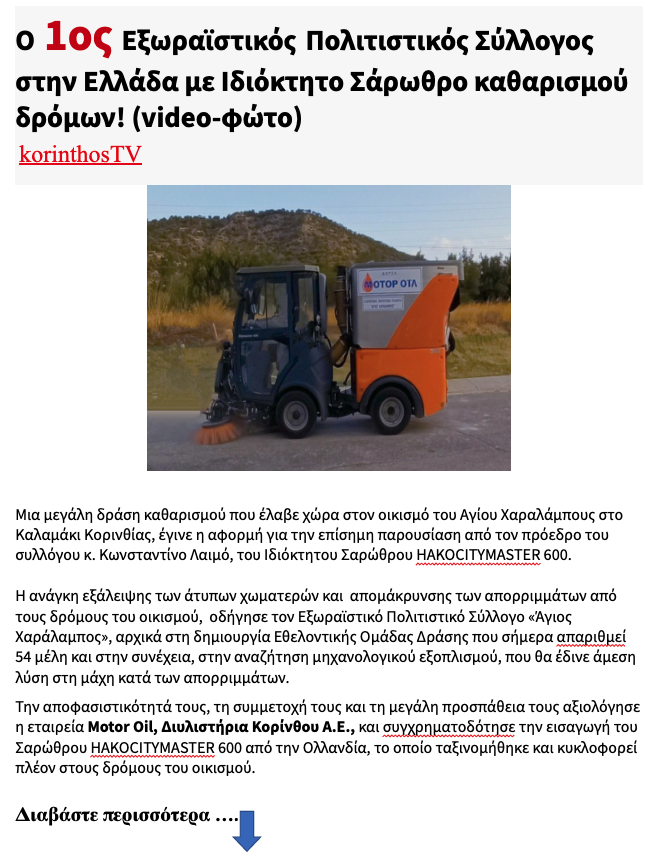 Ο 1ος Εξωραϊστικός Πολιτιστικός Σύλλογος
στην Ελλάδα με Ιδιόκτητο Σάρωθρο καθαρισμού
δρόμων! (video-φώτο)
korinthosTV
ΜΟΤΟΡ ΟΪΛ
Μια μεγάλη δράση καθαρισμού που έλαβε χώρα στον οικισμό του Αγίου Χαραλάμπους στο
Καλαμάκι Κορινθίας, έγινε η αφορμή για την επίσημη παρουσίαση από τον πρόεδρο του
συλλόγου κ. Κωνσταντίνο Λαιμό, του Ιδιόκτητου Σαρώθρου HAKOCITYMASTER 600.
Η ανάγκη εξάλειψης των άτυπων χωματερών και απομάκρυνσης των απορριμμάτων από
τους δρόμους του οικισμού, οδήγησε τον Εξωραϊστικό Πολιτιστικό Σύλλογο «Άγιος
Χαράλαμπος», αρχικά στη δημιουργία Εθελοντικής Ομάδας Δράσης που σήμερα απαριθμεί
54 μέλη και στην συνέχεια, στην αναζήτηση μηχανολογικού εξοπλισμού, που θα έδινε άμεση
λύση στη μάχη κατά των απορριμμάτων.
Την αποφασιστικότητά τους, τη συμμετοχή τους και τη μεγάλη προσπάθεια τους αξιολόγησε
η εταιρεία Motor Oil, Διυλιστήρια Κορίνθου Α.Ε., και συγχρηματοδότησε την εισαγωγή του
Σαρώθρου HAKOCITYMASTER 600 από την Ολλανδία, το οποίο ταξινομήθηκε και κυκλοφορεί
πλέον στους δρόμους του οικισμού.
Διαβάστε περισσότερα ….